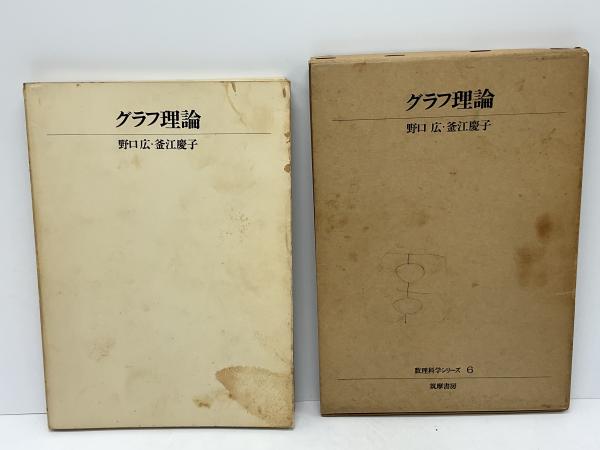 グラフ理論
野口 広・釜江慶子
グラフ理論
野口 広・釜江慶子
数理科学シリーズ 6
筑摩書房